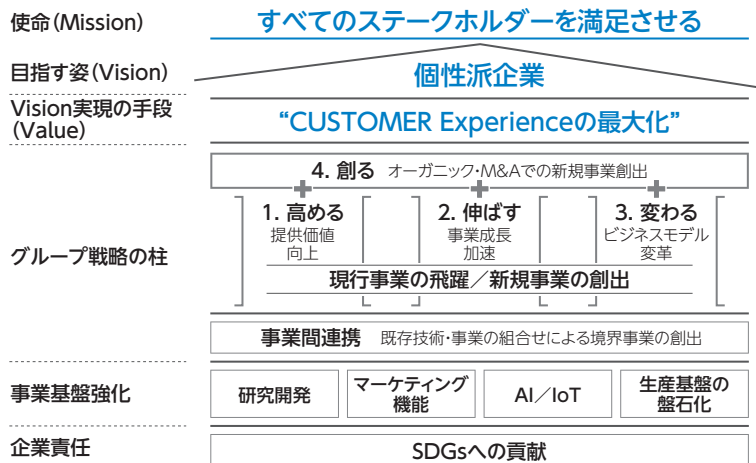 使命(Mission)
すべてのステークホルダーを満足させる
目指す姿(Vision)
個性派企業
Vision実現の手段
(Value)
“CUSTOMER Experienceの最大化”
グループ戦略の柱
4. 創る オーガニック・M&Aでの新規事業創出
1. 高める
提供価値
向上
2. 伸ばす
事業成長
加速
3. 変わる
ビジネスモデル
変革
現行事業の飛躍／新規事業の創出
事業間連携 既存技術・事業の組合せによる境界事業の創出
事業基盤強化
研究開発
マーケティング
機能
AI／IoT
生産基盤の
盤石化
企業責任
SDGsへの貢献